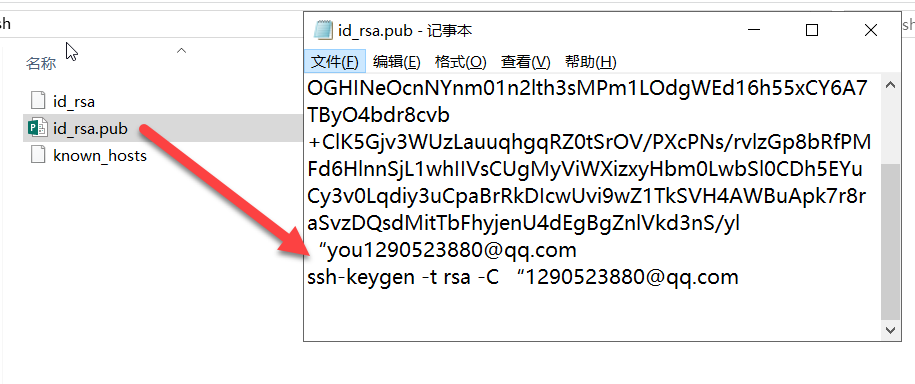 sh
名称
id_rsa
id_rsa.pub
known_hosts
id_rsa.pub - 记事本
sh
文件(F) 编辑(E) 格式(O) 查看(V) 帮助(H)
OGHINeOcnNYnm01n2lth3sMPm1LOdgWEd16h55xCY6A7
TByO4bdr8cvb
+ClK5Gjv3WUzLauuqhgqRZ0tSrOV/PXcPNs/rvlzGp8bRfPM
Fd6HlnnSjL1whIIVsCUgMyViWXizxyHbm0LwbSl0CDh5EYu
Cy3v0Lqdiy3uCpaBrRkDIcwUvi9wZ1TkSVH4AWBuApk7r8r
aSvzDQsdMitTbFhyjenU4dEgBgZnlVkd3nS/yl
“you1290523880@qq.com
ssh-keygen -t rsa -C “1290523880@qq.com